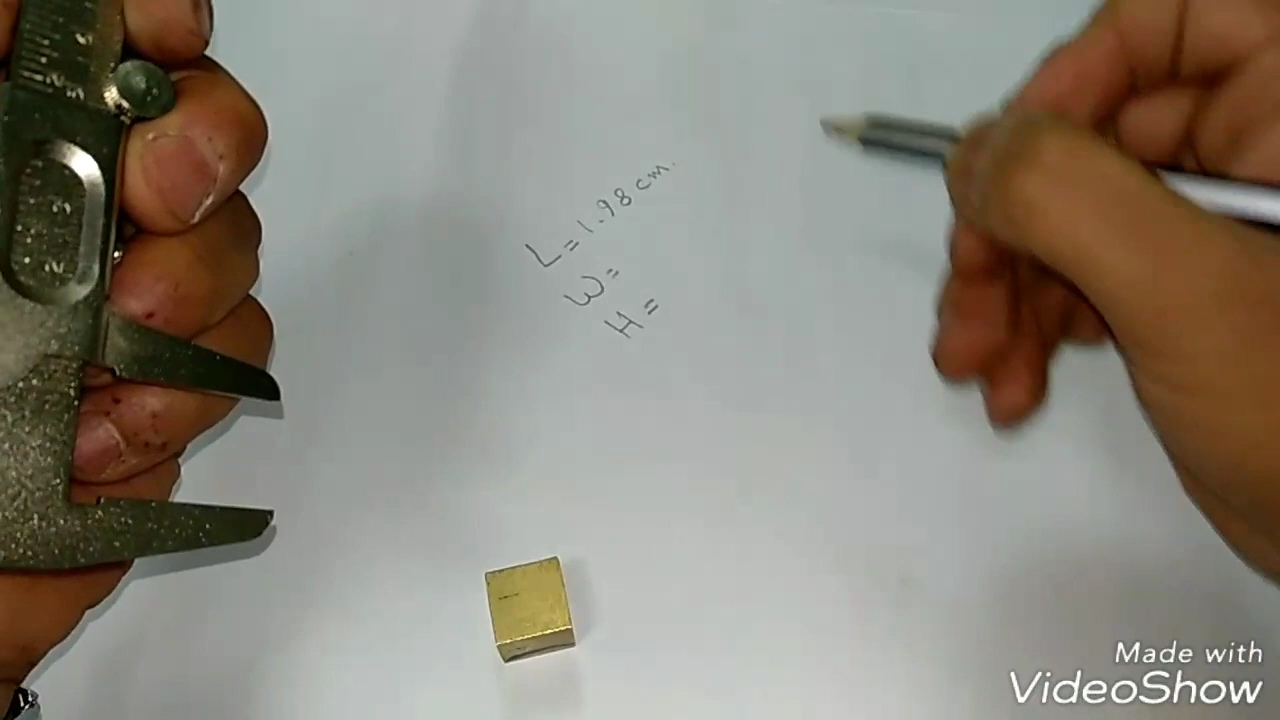 L = 1.98 cm.
W =
H =
Made with
VideoShow